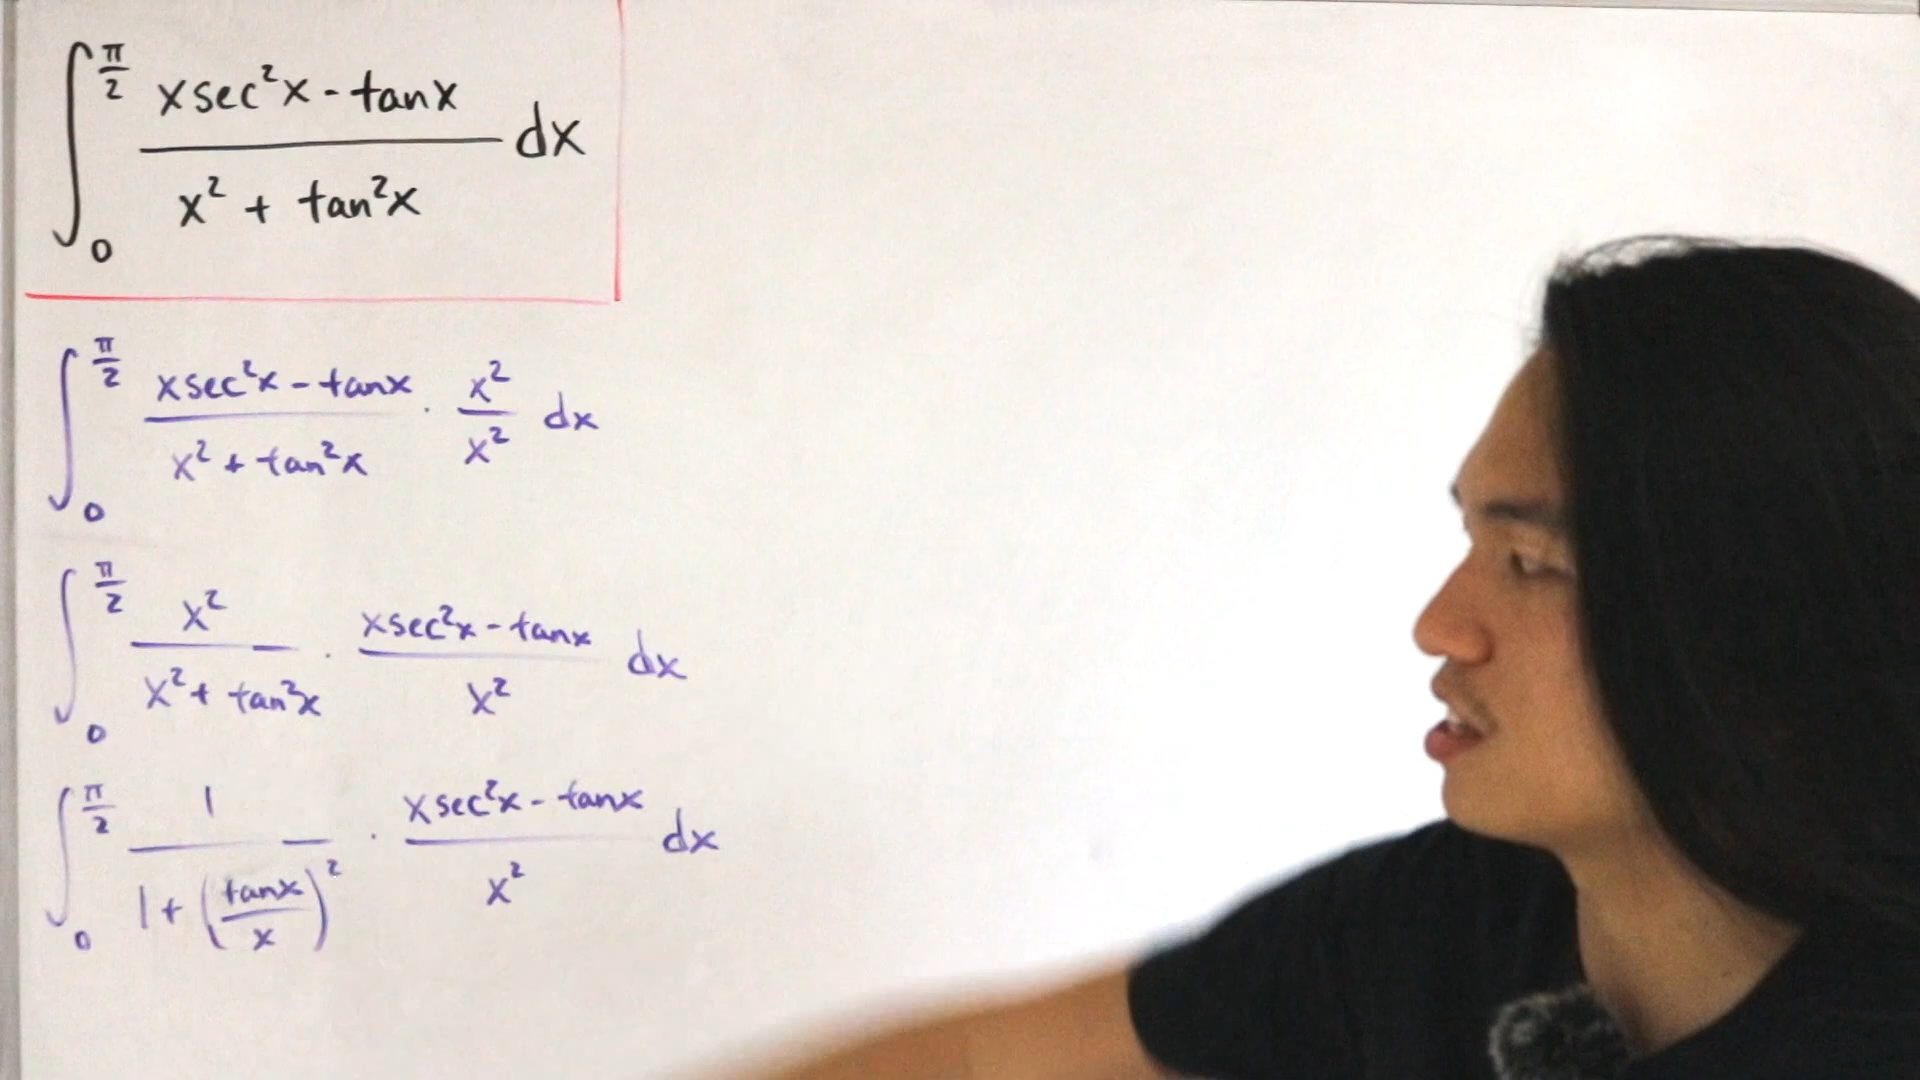 ∫₀^{π/2} (x sec²x - tan x)/(x² + tan²x) dx
∫₀^{π/2} (x sec²x - tan x)/(x² + tan²x) · x²/x² dx
∫₀^{π/2} x²/(x² + tan²x) · (x sec²x - tan x)/x² dx
∫₀^{π/2} 1/(1 + (tan x/x)²) · (x sec²x - tan x)/x² dx